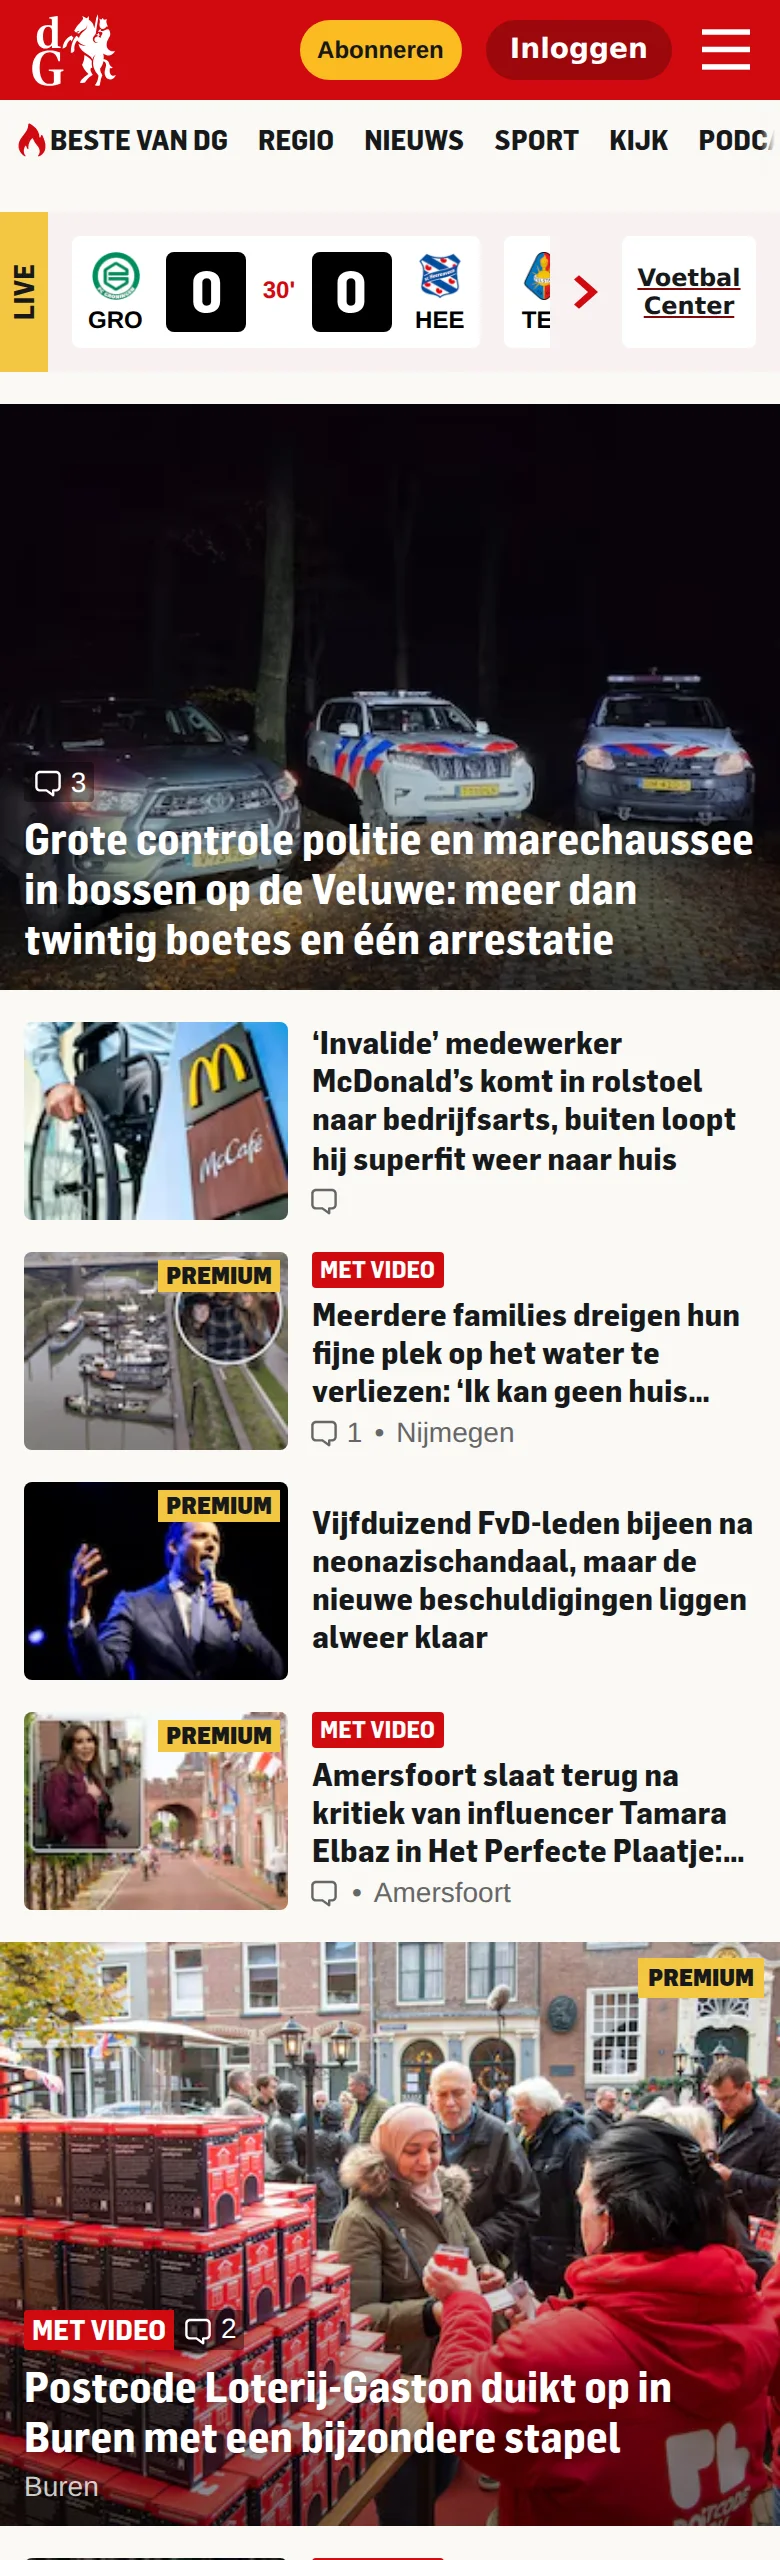 dG
Abonneren
Inloggen
BESTE VAN DG REGIO NIEUWS SPORT KIJK PODCA
LIVE
GRO 0 30' 0 HEE
TE
Voetbal
Center
3
Grote controle politie en marechaussee
in bossen op de Veluwe: meer dan
twintig boetes en één arrestatie
McCafé
‘Invalide’ medewerker
McDonald’s komt in rolstoel
naar bedrijfsarts, buiten loopt
hij superfit weer naar huis
PREMIUM
MET VIDEO
Meerdere families dreigen hun
fijne plek op het water te
verliezen: ‘Ik kan geen huis...
1 • Nijmegen
PREMIUM
Vijfduizend FvD-leden bijeen na
neonazischandaal, maar de
nieuwe beschuldigingen liggen
alweer klaar
PREMIUM
MET VIDEO
Amersfoort slaat terug na
kritiek van influencer Tamara
Elbaz in Het Perfecte Plaatje:...
• Amersfoort
PREMIUM
MET VIDEO 2
Postcode Loterij-Gaston duikt op in
Buren met een bijzondere stapel
Buren